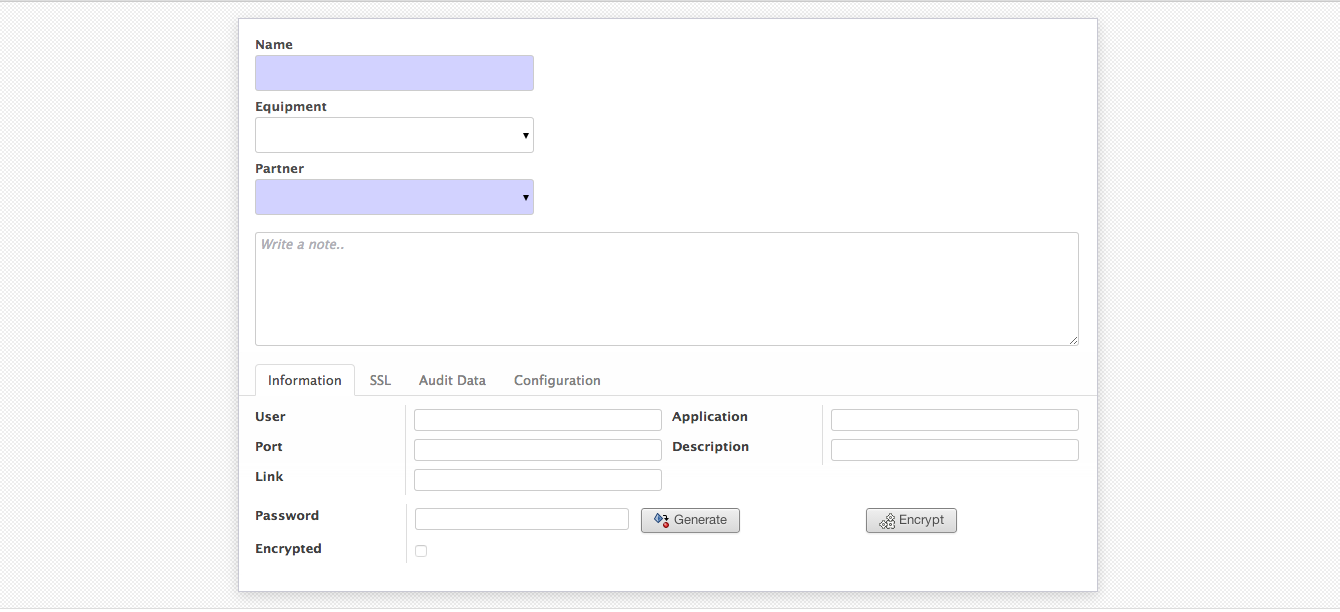 Name
Equipment
Partner
Write a note..
Information SSL Audit Data Configuration
User Application
Port Description
Link
Password Generate Encrypt
Encrypted